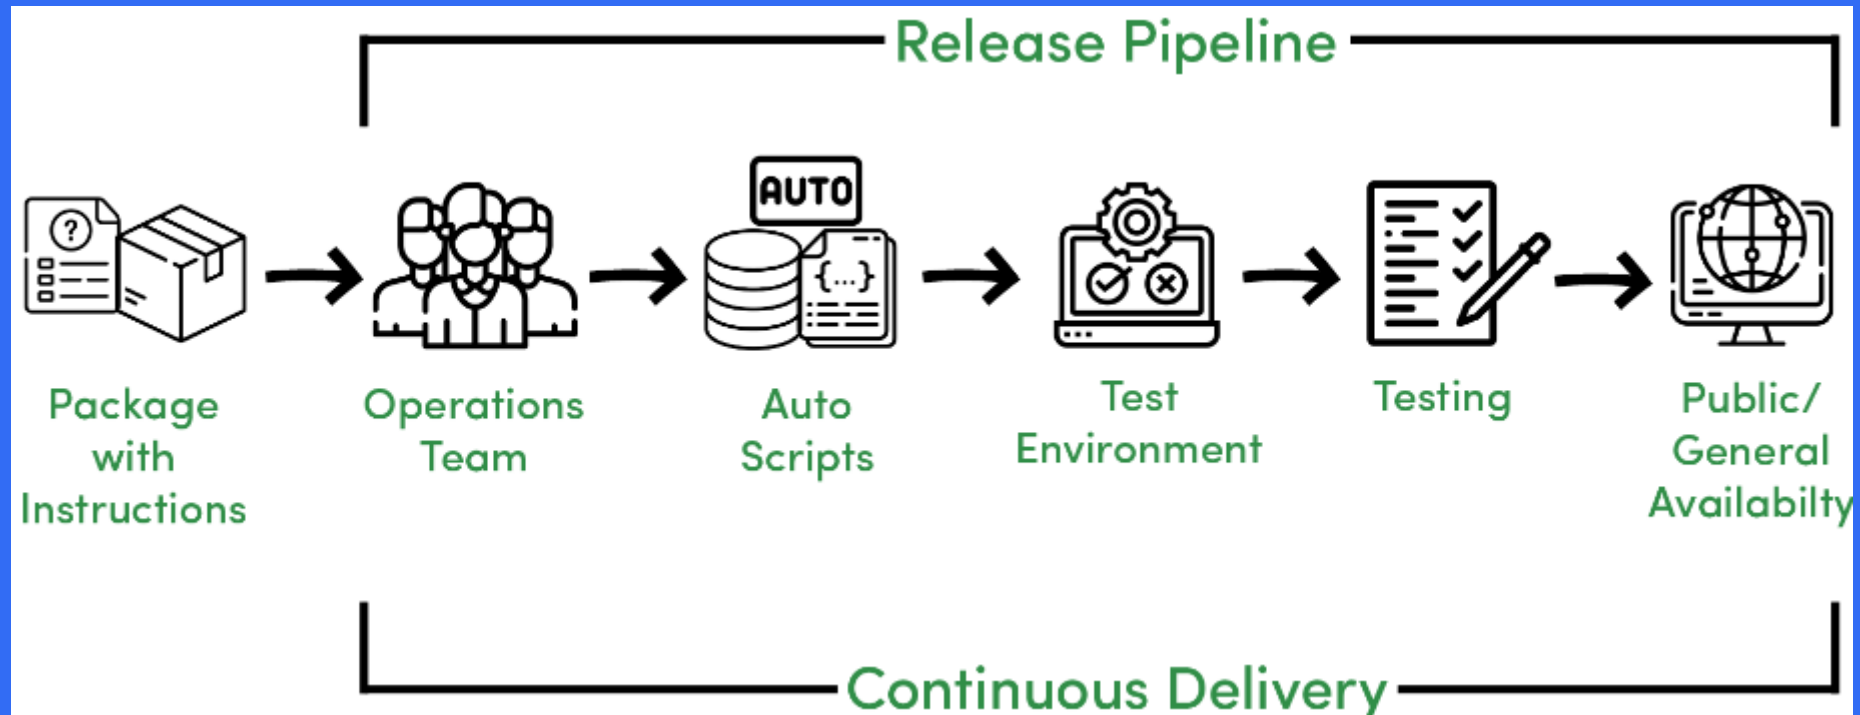 Release Pipeline
AUTO
?
{...}
Package
with
Instructions
Operations
Team
Auto
Scripts
Test
Environment
Testing
Public/
General
Availabilty
Continuous Delivery